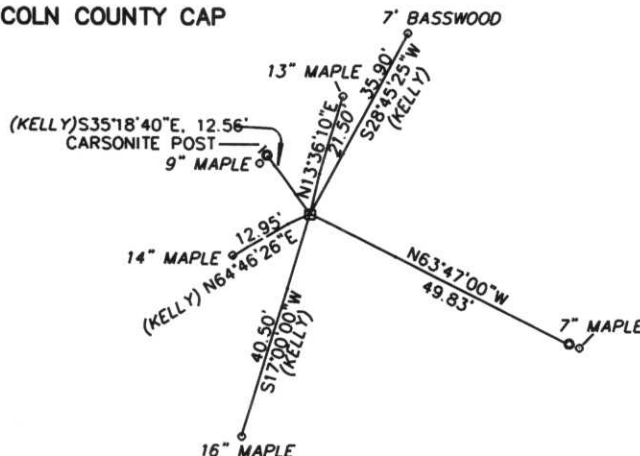 COLN COUNTY CAP
7' BASSWOOD
13" MAPLE
35.90'
S28°45'25"W
(KELLY)
N13°36'10"E
21.50'
(KELLY)S35°18'40"E, 12.56'
CARSONITE POST
9" MAPLE
12.95'
14" MAPLE
(KELLY) N64°46'26"E
N63°47'00"W
49.83'
7" MAPLE
40.50'
S17°00'00"W
(KELLY)
16" MAPLE